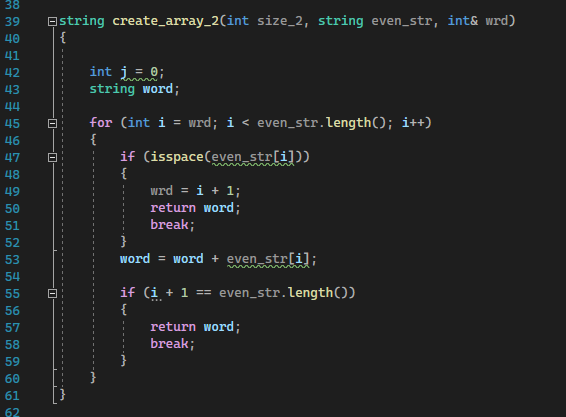 38
39 string create_array_2(int size_2, string even_str, int& wrd)
40 {
41
42 int j = 0;
43 string word;
44
45 for (int i = wrd; i < even_str.length(); i++)
46 {
47 if (isspace(even_str[i]))
48 {
49 wrd = i + 1;
50 return word;
51 break;
52 }
53 word = word + even_str[i];
54
55 if (i + 1 == even_str.length())
56 {
57 return word;
58 break;
59 }
60 }
61 }
62